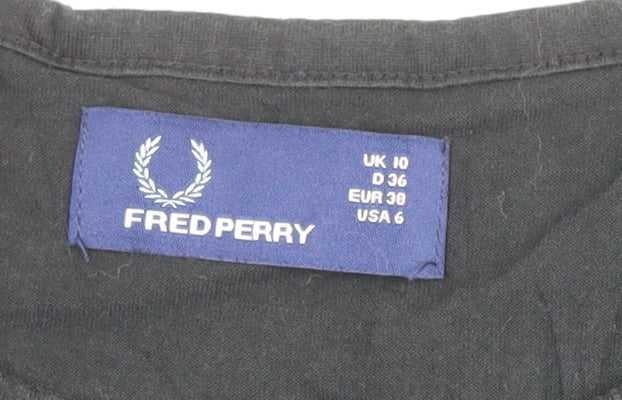 FRED PERRY
UK 10
D 36
EUR 38
USA 6